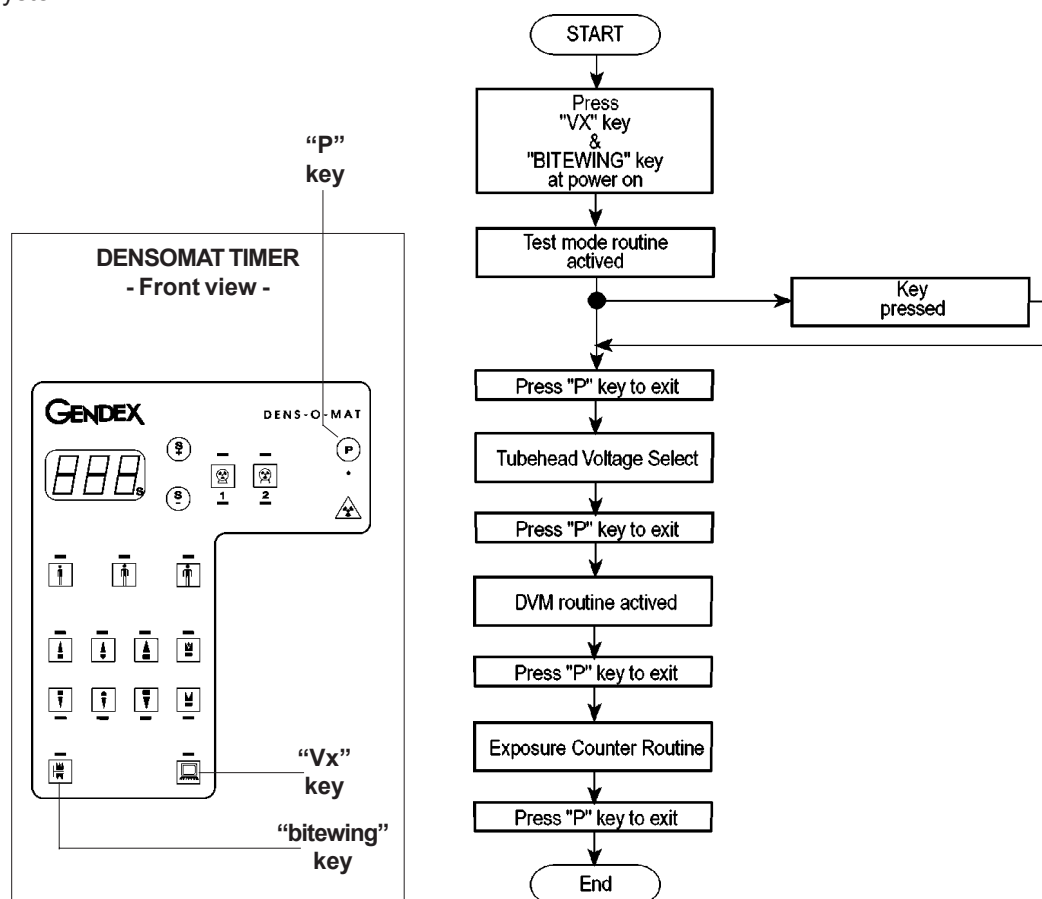 START
Press
"VX" key
&
"BITEWING" key
at power on
Test mode routine
actived
Key
pressed
Press "P" key to exit
Tubehead Voltage Select
Press "P" key to exit
DVM routine actived
Press "P" key to exit
Exposure Counter Routine
Press "P" key to exit
End
“P”
key
DENSOMAT TIMER
- Front view -
GENDEX
DENS-O-MAT
S
+
P
888s
S
-
1
2
“Vx”
key
“bitewing”
key